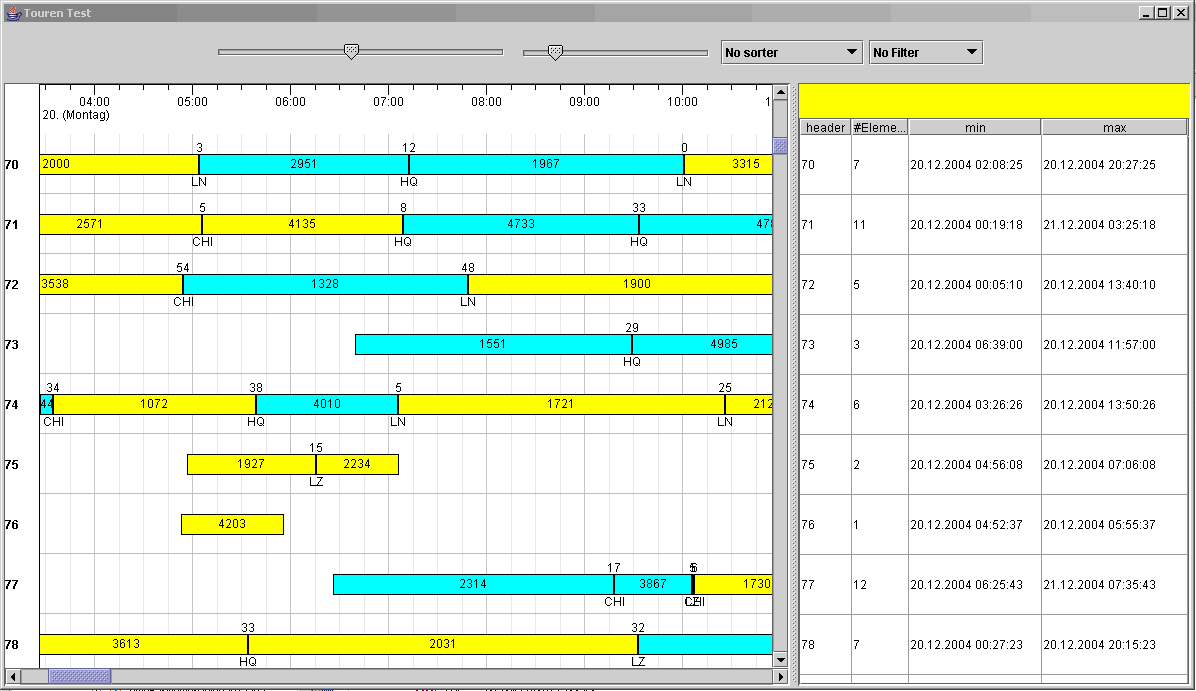 Touren Test
No sorter No Filter
04:00 05:00 06:00 07:00 08:00 09:00 10:00 1
20. (Montag)
header #Eleme... min max
3 12 0
70 2000 2951 1967 3315 70 7 20.12.2004 02:08:25 20.12.2004 20:27:25
LN HQ LN
5 8 33
71 2571 4135 4733 478 71 11 20.12.2004 00:19:18 21.12.2004 03:25:18
CHI HQ HQ
54 48
72 3538 1328 1900 72 5 20.12.2004 00:05:10 20.12.2004 13:40:10
CHI LN
29
73 1551 4985 73 3 20.12.2004 06:39:00 20.12.2004 11:57:00
HQ
34 38 5 25
74 44 1072 4010 1721 212 74 6 20.12.2004 03:26:26 20.12.2004 13:50:26
CHI HQ LN LN
15
75 1927 2234 75 2 20.12.2004 04:56:08 20.12.2004 07:06:08
LZ
76 4203 76 1 20.12.2004 04:52:37 20.12.2004 05:55:37
17 6
77 2314 3867 1730 77 12 20.12.2004 06:25:43 21.12.2004 07:35:43
CHI CHI
33 32
78 3613 2031 78 7 20.12.2004 00:27:23 20.12.2004 20:15:23
HQ LZ